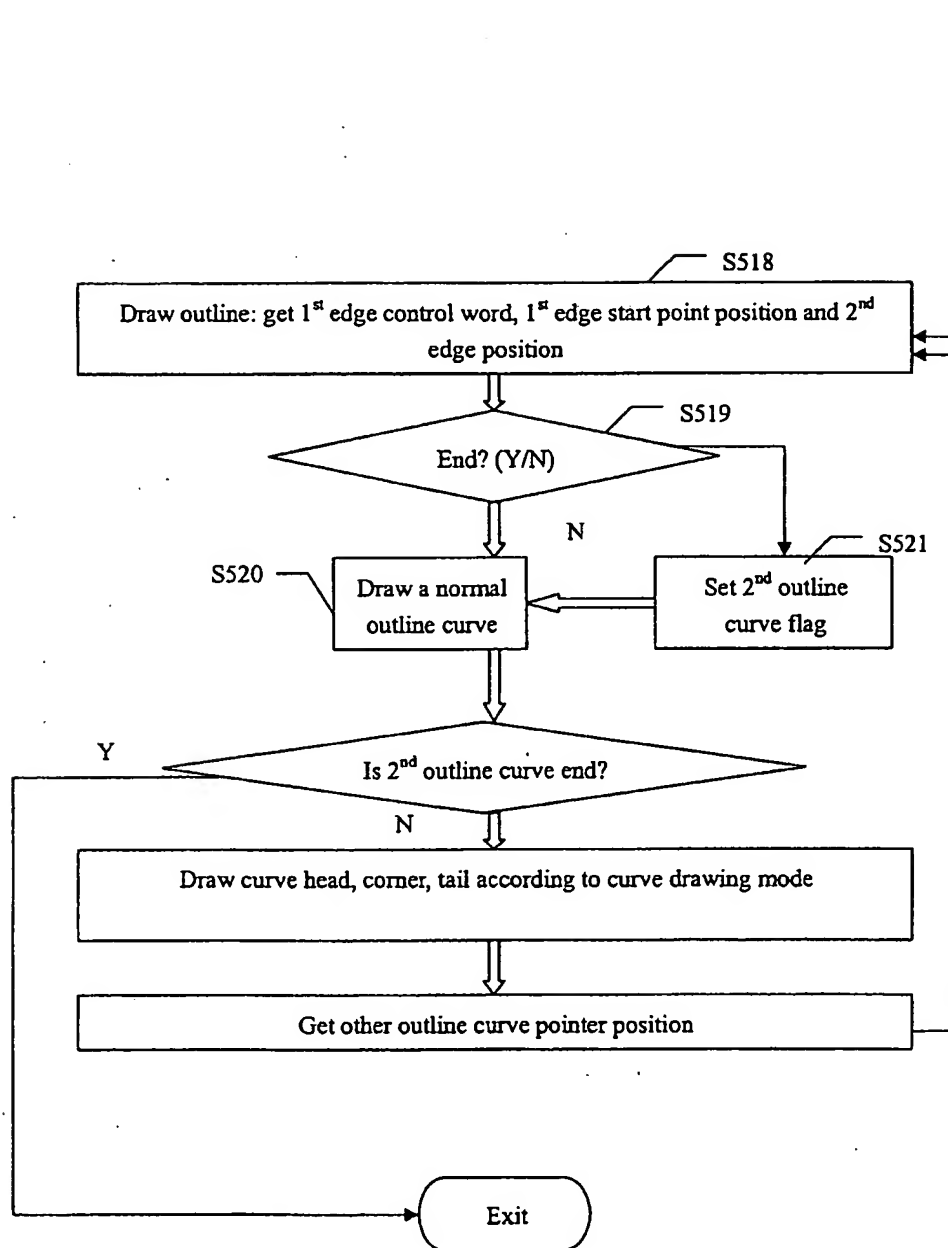 S518
Draw outline: get 1st edge control word, 1st edge start point position and 2nd
edge position
S519
End? (Y/N)
N
S521
S520
Draw a normal
outline curve
Set 2nd outline
curve flag
Y
Is 2nd outline curve end?
N
Draw curve head, corner, tail according to curve drawing mode
Get other outline curve pointer position
Exit